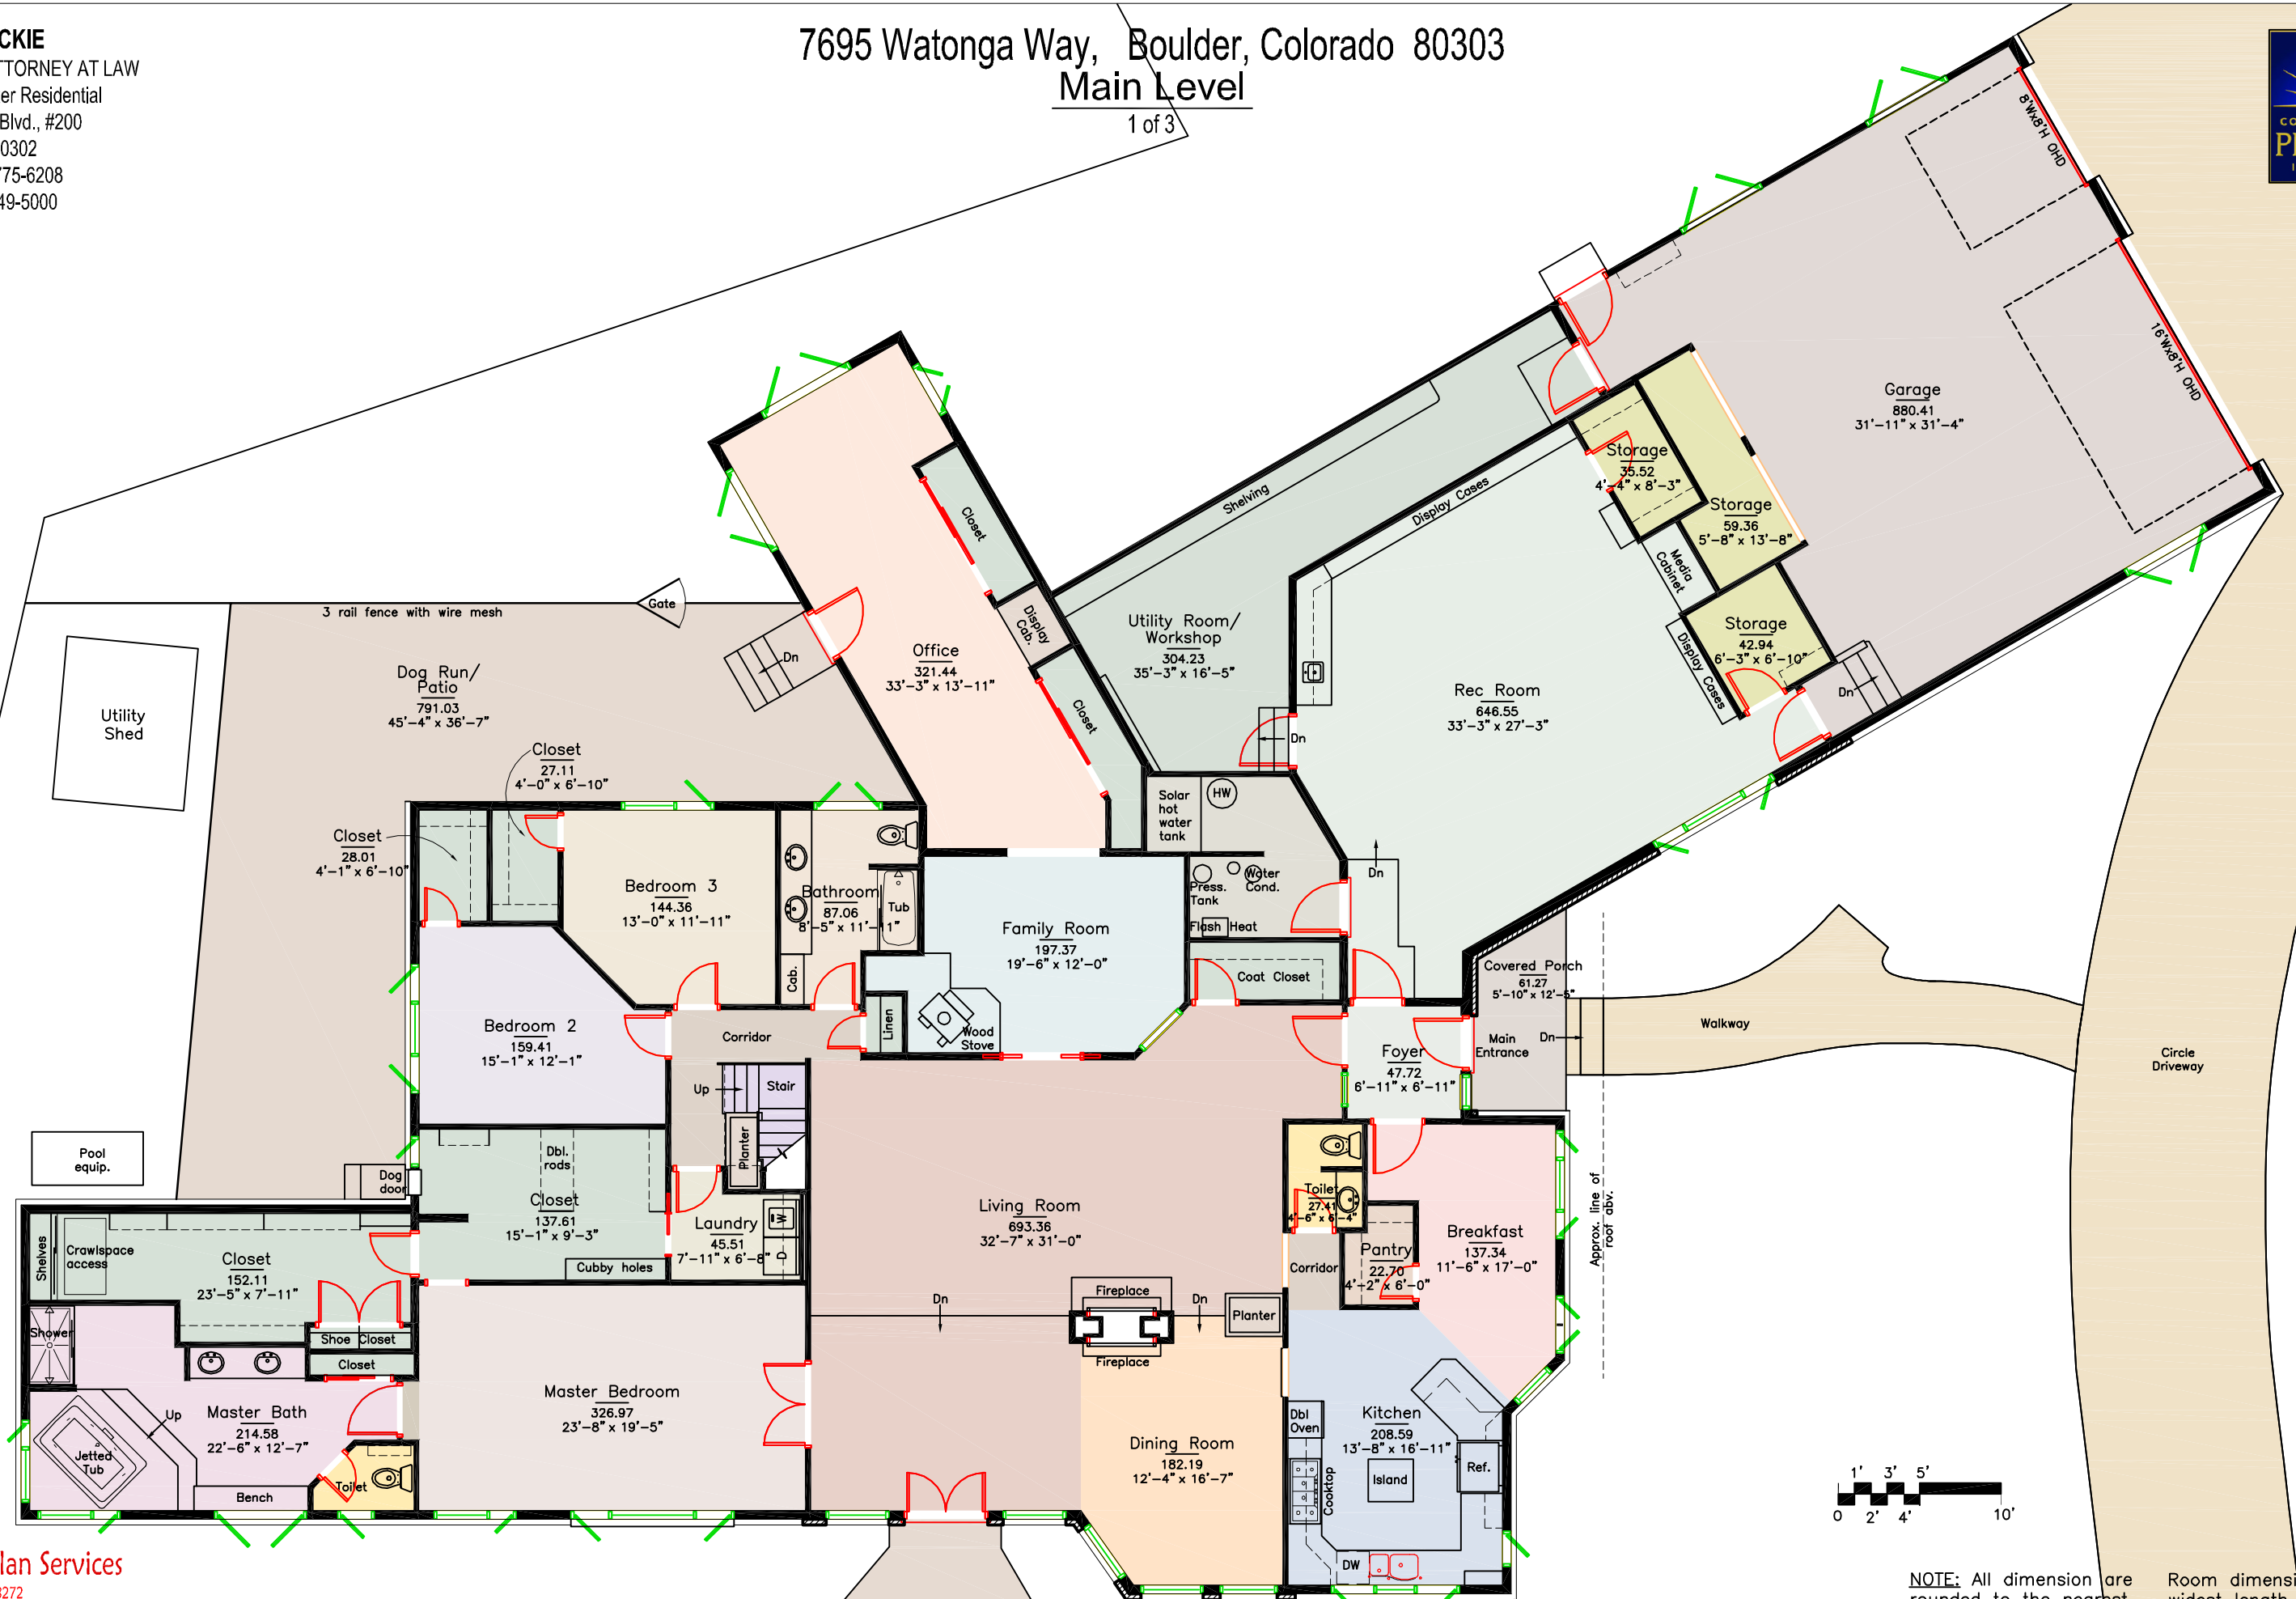 CKIE
TTORNEY AT LAW
er Residential
Blvd., #200
0302
775-6208
49-5000
7695 Watonga Way, Boulder, Colorado 80303
Main Level
1 of 3
8'Wx8'H OHD
16'Wx8'H OHD
Garage
880.41
31'-11" x 31'-4"
Storage
35.52
4'-4" x 8'-3"
Storage
59.36
5'-8" x 13'-8"
Media
Cabinet
Storage
42.94
6'-3" x 6'-10"
Display Cases
Dn
Shelving
Display Cases
Closet
Display
Cab.
Closet
Utility Room/
Workshop
304.23
35'-3" x 16'-5"
Office
321.44
33'-3" x 13'-11"
Rec Room
646.55
33'-3" x 27'-3"
Dn
Dn
Dn
3 rail fence with wire mesh
Gate
Dog Run/
Patio
791.03
45'-4" x 36'-7"
Utility
Shed
Closet
27.11
4'-0" x 6'-10"
Closet
28.01
4'-1" x 6'-10"
Bedroom 3
144.36
13'-0" x 11'-11"
Bathroom
87.06
8'-5" x 11'-11"
Tub
Cab.
Solar
hot
water
tank
HW
Press.
Tank
Water
Cond.
Flash Heat
Family Room
197.37
19'-6" x 12'-0"
Wood
Stove
Linen
Coat Closet
Covered Porch
61.27
5'-10" x 12'-5"
Main
Entrance
Dn
Walkway
Circle
Driveway
Foyer
47.72
6'-11" x 6'-11"
Bedroom 2
159.41
15'-1" x 12'-1"
Corridor
Up
Stair
Planter
Pool
equip.
Dog
door
Dbl.
rods
Closet
137.61
15'-1" x 9'-3"
Cubby holes
Laundry
45.51
7'-11" x 6'-8"
W
D
Living Room
693.36
32'-7" x 31'-0"
Toilet
27.41
4'-6" x 6'-4"
Corridor
Pantry
22.70
4'-2" x 6'-0"
Breakfast
137.34
11'-6" x 17'-0"
Approx. line of
roof abv.
Shelves
Crawlspace
access
Closet
152.11
23'-5" x 7'-11"
Shoe Closet
Closet
Shower
Master Bath
214.58
22'-6" x 12'-7"
Up
Jetted
Tub
Bench
Toilet
Master Bedroom
326.97
23'-8" x 19'-5"
Dn
Fireplace
Fireplace
Dn
Planter
Dining Room
182.19
12'-4" x 16'-7"
Dbl
Oven
Cooktop
Kitchen
208.59
13'-8" x 16'-11"
Island
Ref.
DW
1' 3' 5'
0 2' 4' 10'
lan Services
3272
NOTE: All dimension are
rounded to the nearest
Room dimensi
widest length